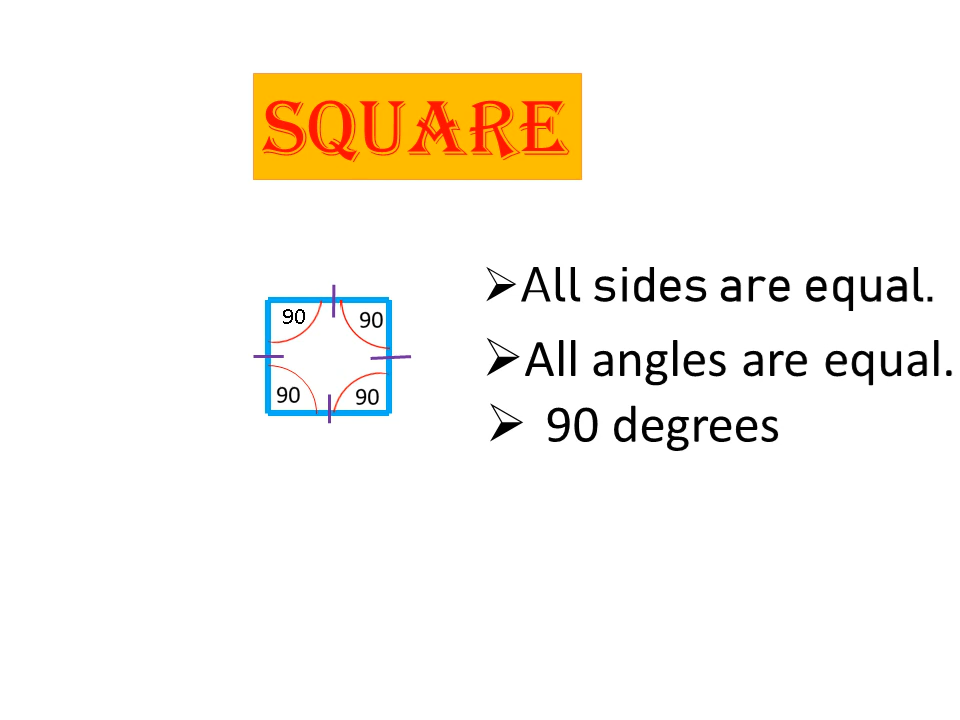 SQUARE
90 90
90 90
➢All sides are equal.
➢All angles are equal.
➢ 90 degrees